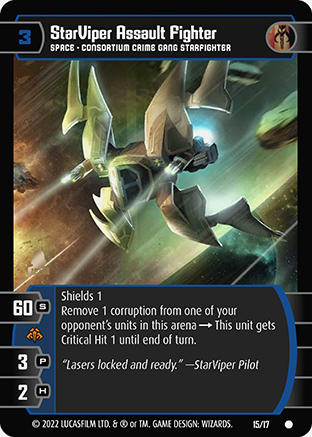 3
StarViper Assault Fighter
SPACE - CONSORTIUM CRIME GANG STARFIGHTER
60 S
Shields 1
Remove 1 corruption from one of your
opponent's units in this arena → This unit gets
Critical Hit 1 until end of turn.
3 P
"Lasers locked and ready." —StarViper Pilot
2 H
© 2022 LUCASFILM LTD. & ® or TM. GAME DESIGN: WIZARDS. 15/17